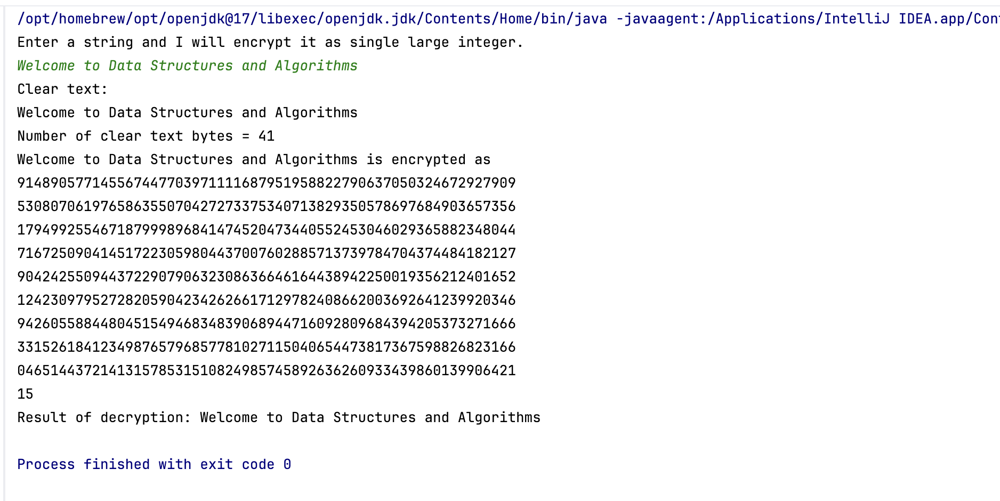 /opt/homebrew/opt/openjdk@17/libexec/openjdk.jdk/Contents/Home/bin/java -javaagent:/Applications/IntelliJ IDEA.app/Con
Enter a string and I will encrypt it as single large integer.
Welcome to Data Structures and Algorithms
Clear text:
Welcome to Data Structures and Algorithms
Number of clear text bytes = 41
Welcome to Data Structures and Algorithms is encrypted as
914890577145567447703971111687951958822790637050324672927909
530807061976586355070427273375340713829350578697684903657356
179499255467187999896841474520473440552453046029365882348044
716725090414517223059804437007602885713739784704374484182127
904242550944372290790632308636646164438942250019356212401652
124230979527282059042342626617129782408662003692641239920346
942605588448045154946834839068944716092809684394205373271666
331526184123498765796857781027115040654473817367598826823166
046514437214131578531510824985745892636260933439860139906421
15
Result of decryption: Welcome to Data Structures and Algorithms
Process finished with exit code 0